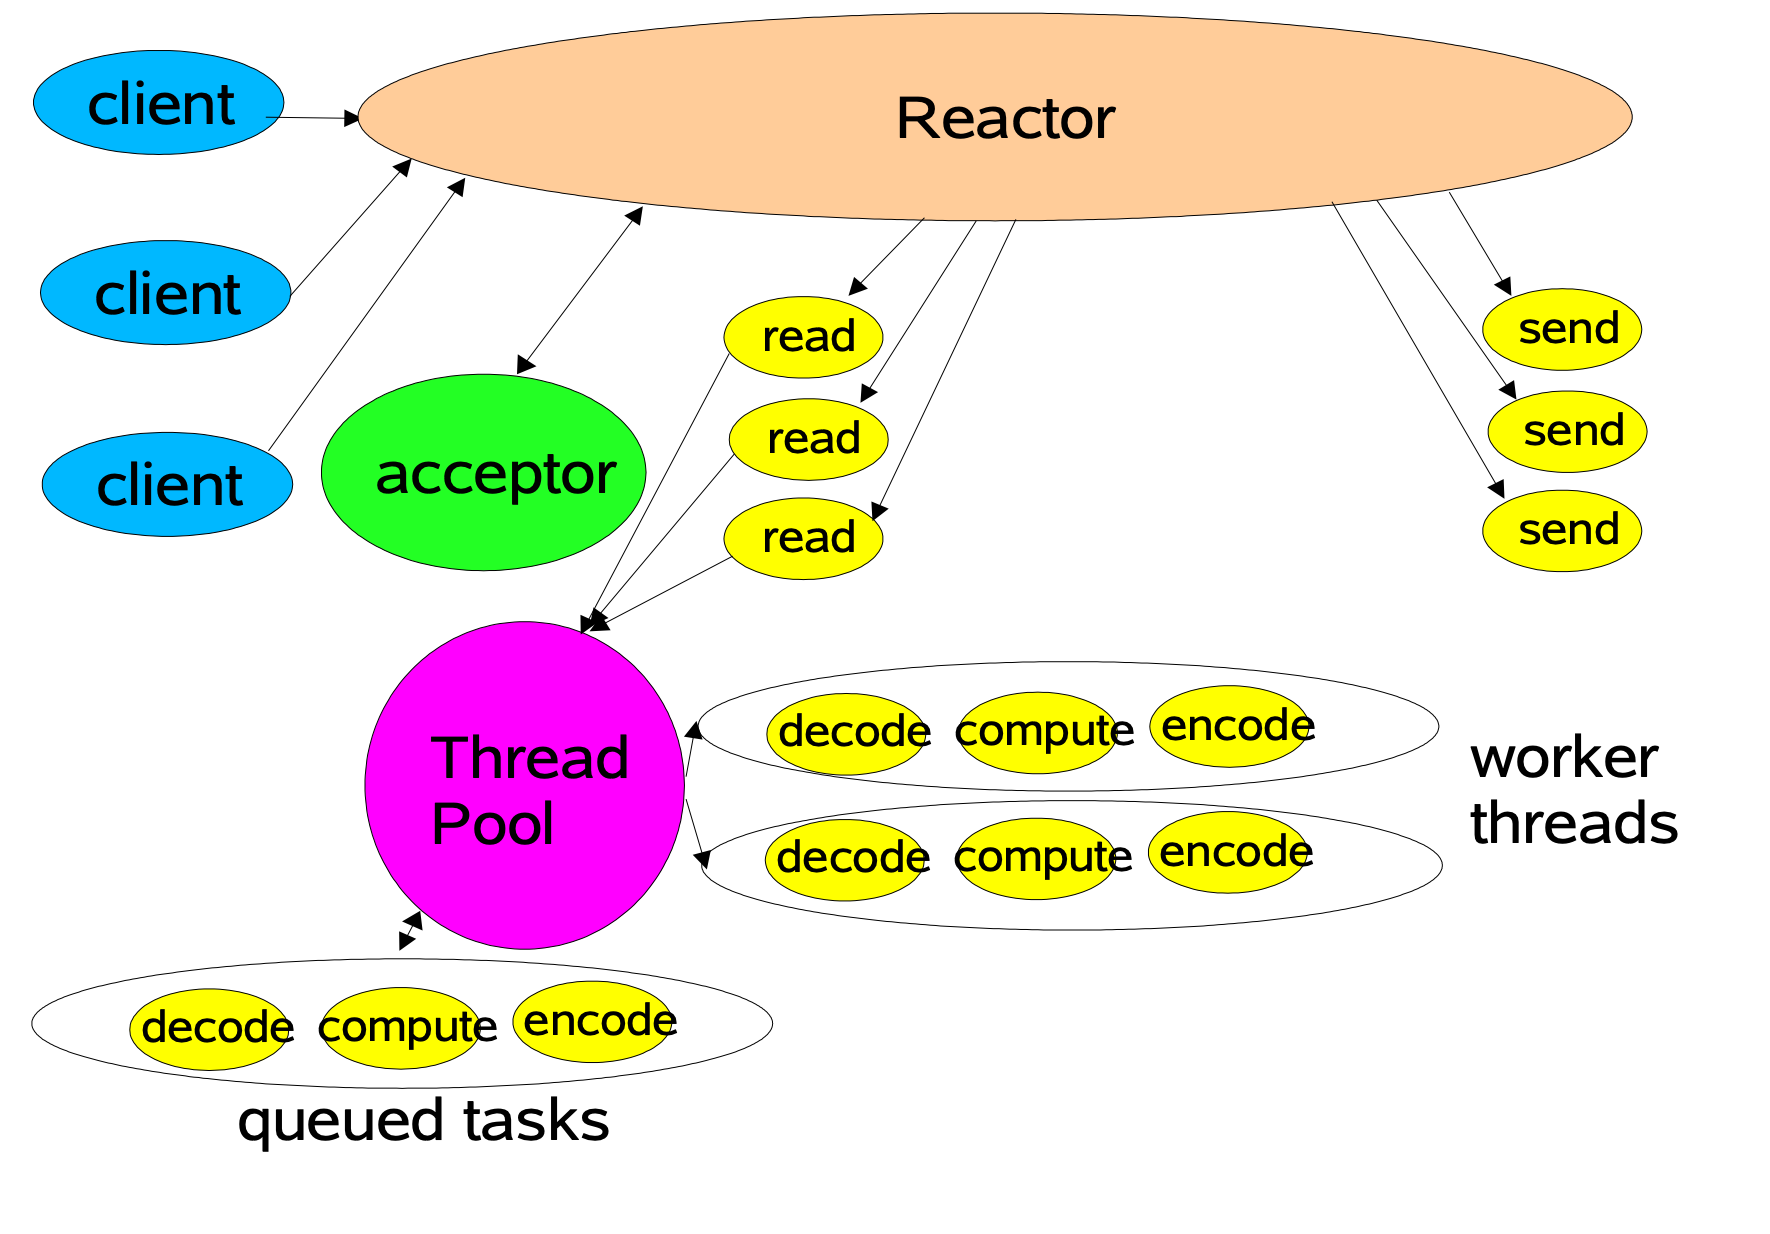 client
Reactor
client
client
acceptor
read
read
read
send
send
send
Thread
Pool
decode compute encode
decode compute encode
worker
threads
decode compute encode
queued tasks